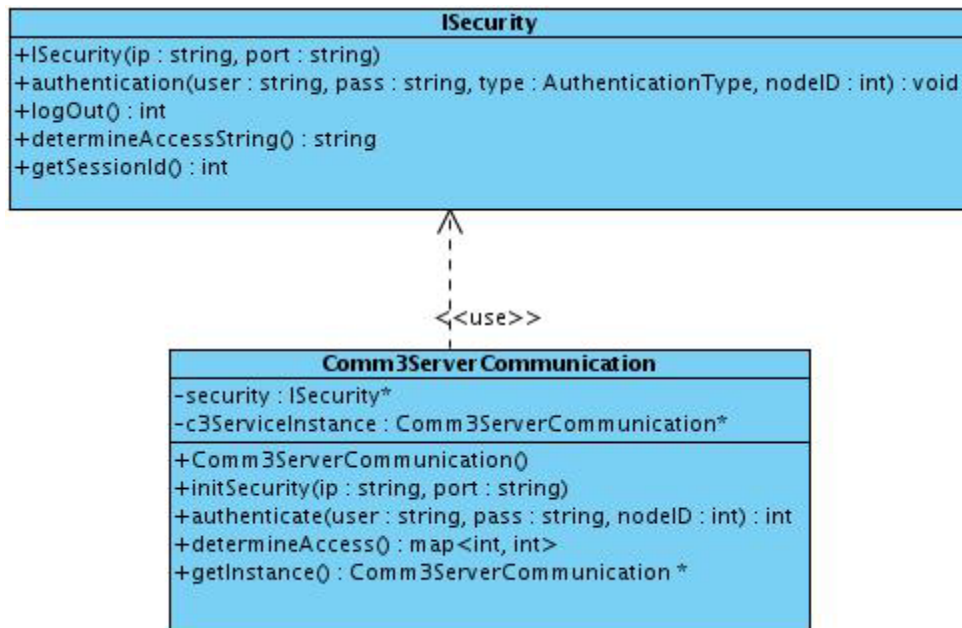 ISecurity
+ISecurity(ip : string, port : string)
+authentication(user : string, pass : string, type : AuthenticationType, nodeID : int) : void
+logOut() : int
+determineAccessString() : string
+getSessionId() : int
<<use>>
Comm3ServerCommunication
-security : ISecurity*
-c3ServiceInstance : Comm3ServerCommunication*
+Comm3ServerCommunication()
+initSecurity(ip : string, port : string)
+authenticate(user : string, pass : string, nodeID : int) : int
+determineAccess() : map<int, int>
+getInstance() : Comm3ServerCommunication *